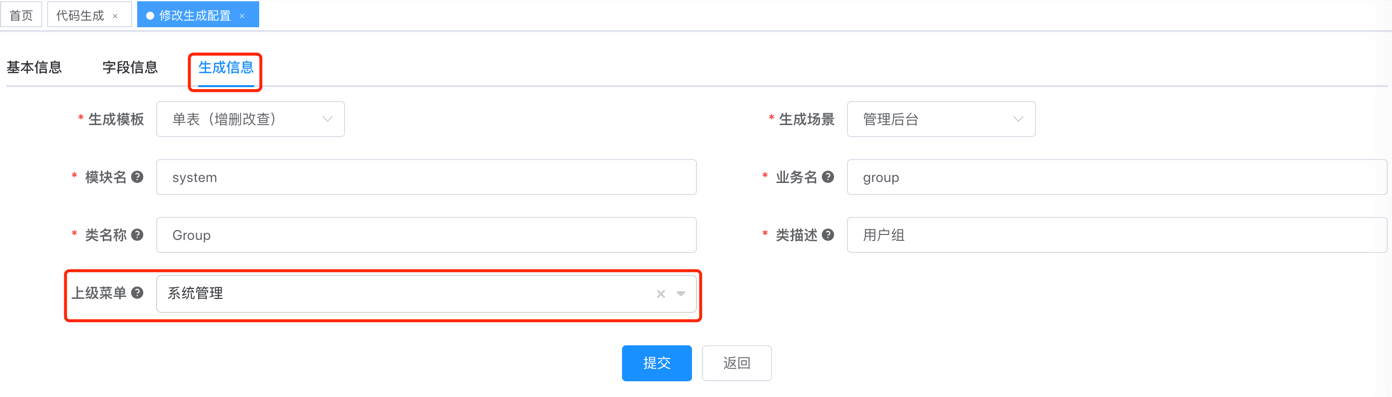 首页 代码生成 × 修改生成配置 ×
基本信息 字段信息 生成信息
* 生成模板 单表（增删改查） * 生成场景 管理后台
* 模块名 ? system * 业务名 ? group
* 类名称 ? Group * 类描述 ? 用户组
上级菜单 ? 系统管理 ×
提交 返回